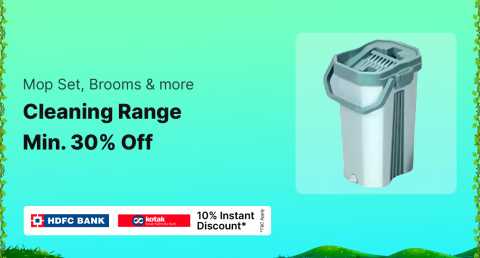 Mop Set, Brooms & more
Cleaning Range
Min. 30% Off
HDFC BANK
kotak
10% Instant
Discount*